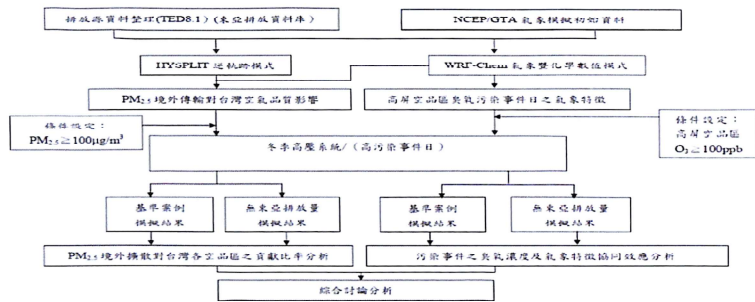 排放源資料整理(TED8.1)(東亞排放資料庫)
NCEP/GTA 氣象模擬初始資料
HYSPLIT 逆軌跡模式
WRF-Chem 氣象暨化學數值模式
PM2.5 境外傳輸對台灣空氣品質影響
高屏空品區臭氧污染事件日之氣象特徵
條件設定：
PM2.5≧100μg/m³
條件設定：
高屏空品區
O3≧100ppb
冬季高壓系統/（高污染事件日）
基準案例
模擬結果
無東亞排放量
模擬結果
基準案例
模擬結果
無東亞排放量
模擬結果
PM2.5 境外擴散對台灣各空品區之貢獻比率分析
污染事件之臭氧濃度及氣象特徵協同效應分析
綜合討論分析